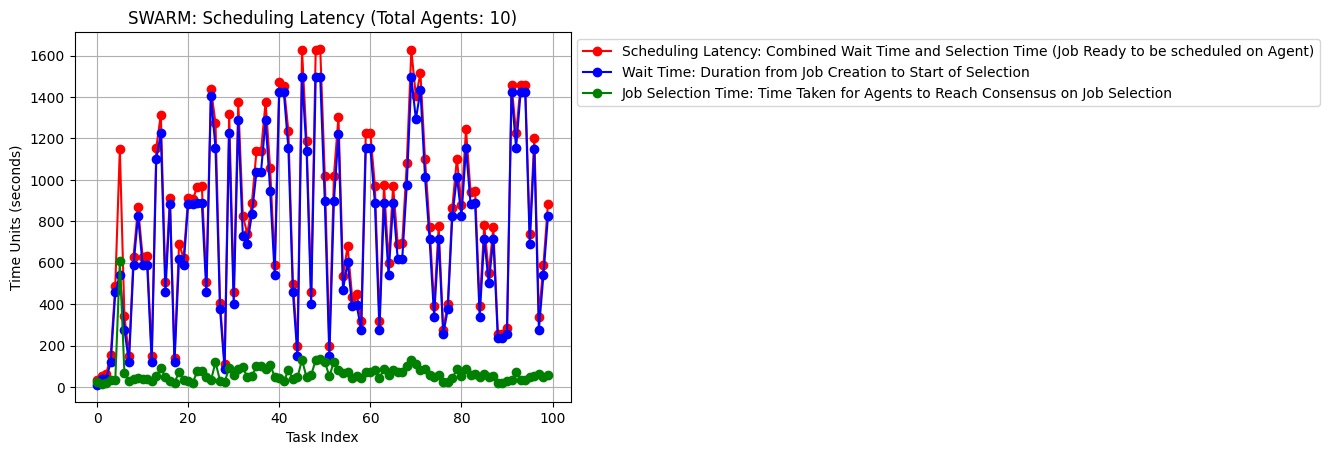 SWARM: Scheduling Latency (Total Agents: 10)
Scheduling Latency: Combined Wait Time and Selection Time (Job Ready to be scheduled on Agent)
Wait Time: Duration from Job Creation to Start of Selection
Job Selection Time: Time Taken for Agents to Reach Consensus on Job Selection
Time Units (seconds)
1600
1400
1200
1000
800
600
400
200
0
0 20 40 60 80 100
Task Index